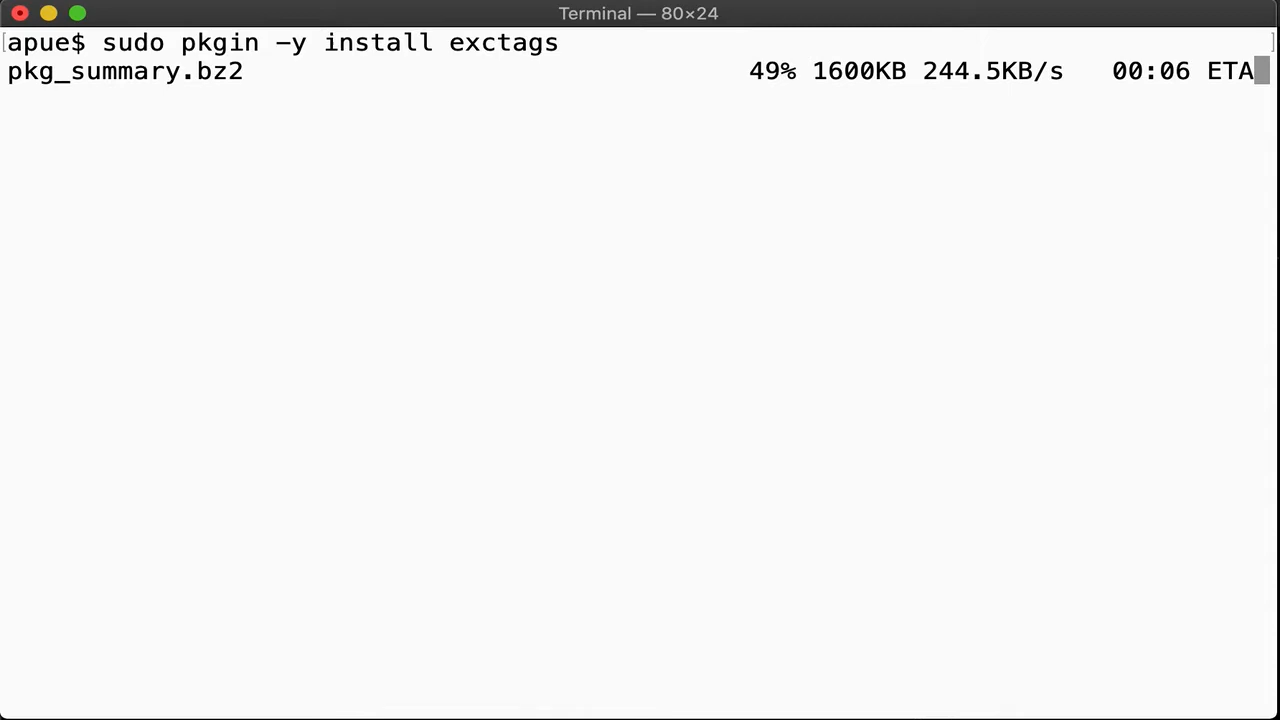 Terminal — 80×24
[apue$ sudo pkgin -y install exctags ]
pkg_summary.bz2 49% 1600KB 244.5KB/s 00:06 ETA